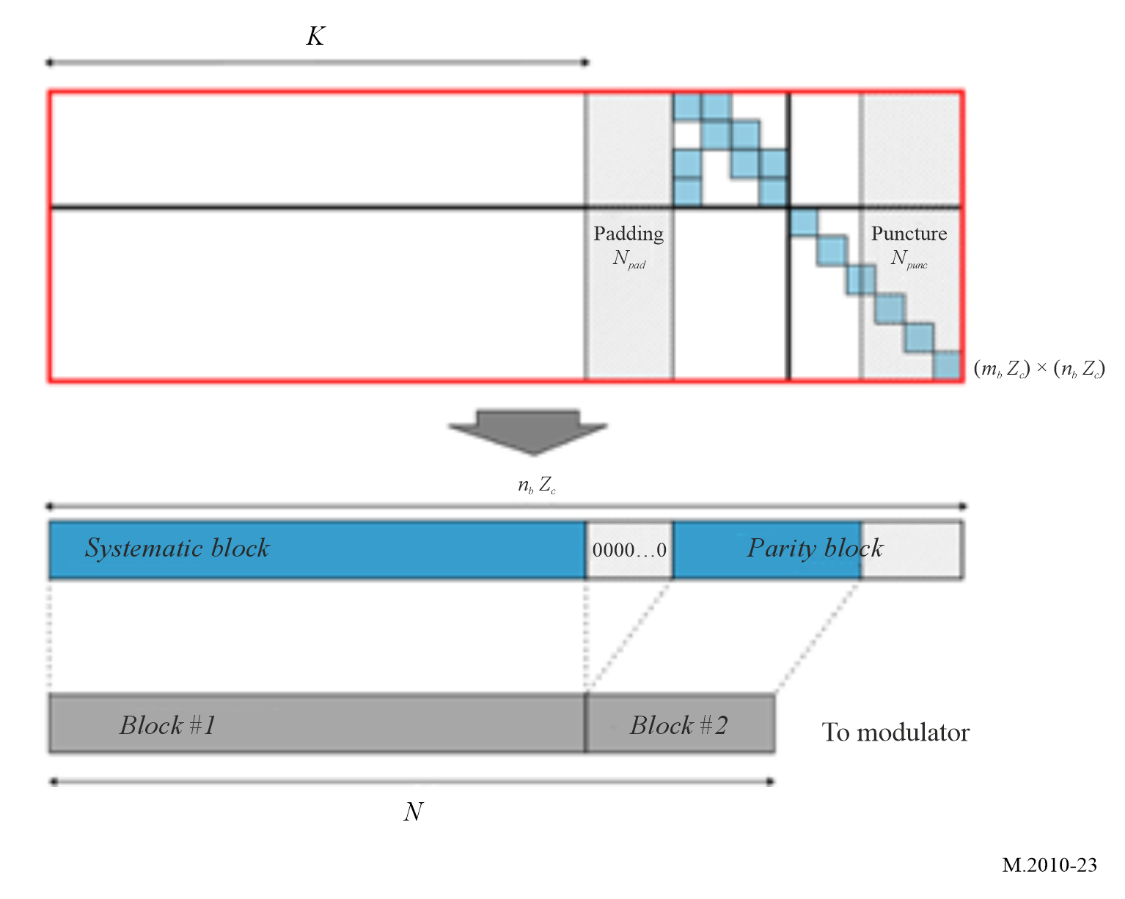 K
Padding
N_pad
Puncture
N_punc
(m_b Z_c) × (n_b Z_c)
n_b Z_c
Systematic block
0000…0
Parity block
Block #1
Block #2
To modulator
N
M.2010-23